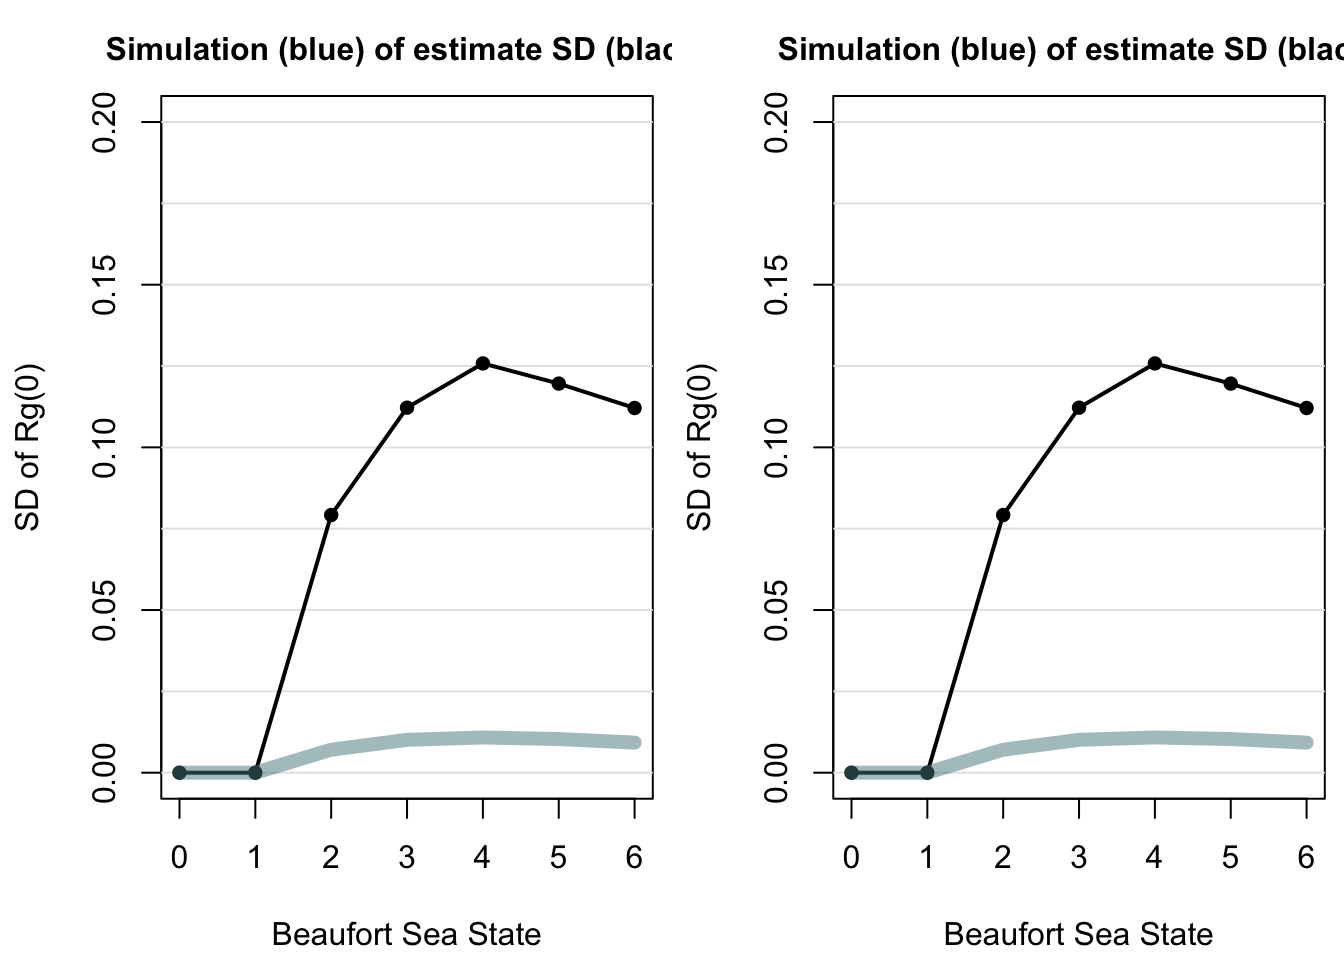 Simulation (blue) of estimate SD (blac
SD of Rg(0)
0.20
0.15
0.10
0.05
0.00
0 1 2 3 4 5 6
Beaufort Sea State
Simulation (blue) of estimate SD (blac
SD of Rg(0)
0.20
0.15
0.10
0.05
0.00
0 1 2 3 4 5 6
Beaufort Sea State